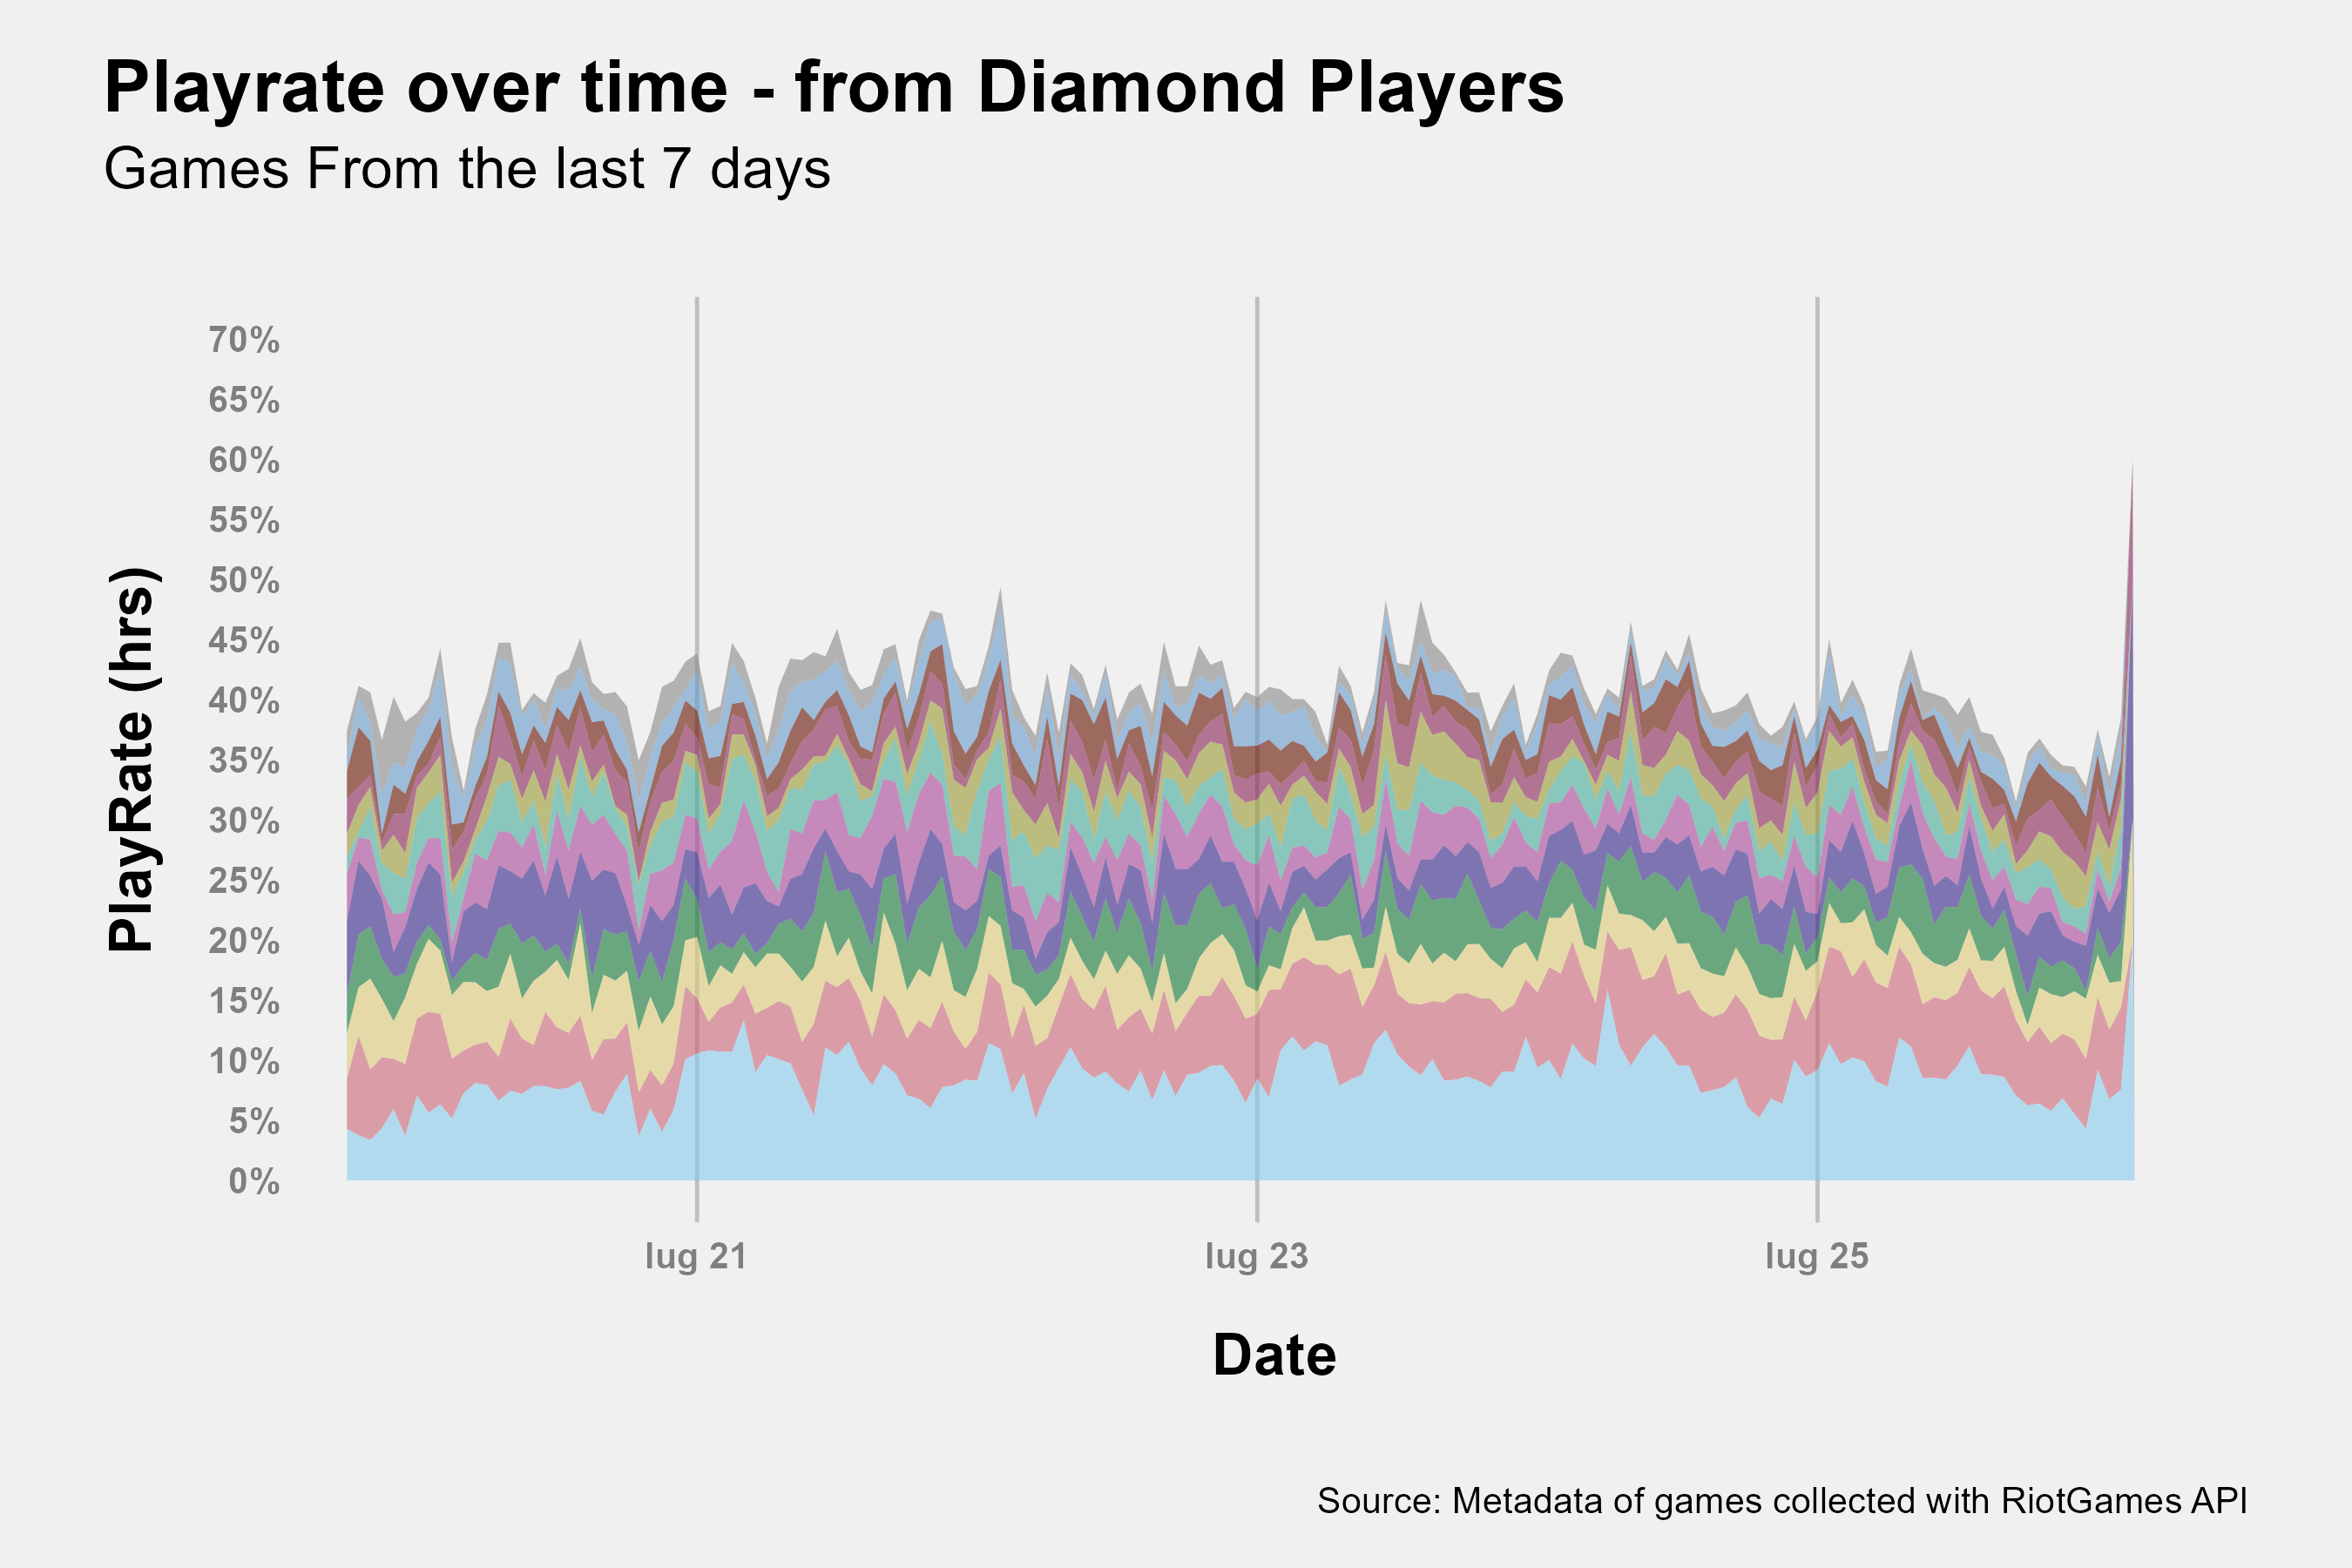 Playrate over time - from Diamond Players
Games From the last 7 days
70%
65%
60%
55%
50%
45%
40%
35%
30%
25%
20%
15%
10%
5%
0%
PlayRate (hrs)
lug 21
lug 23
lug 25
Date
Source: Metadata of games collected with RiotGames API